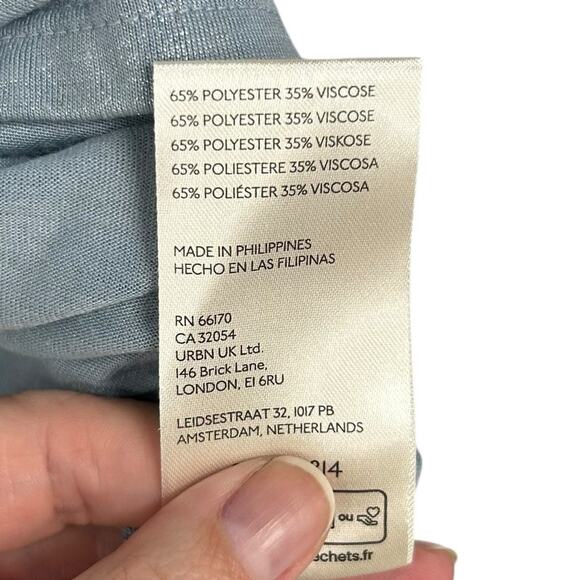 65% POLYESTER 35% VISCOSE
65% POLYESTER 35% VISCOSE
65% POLYESTER 35% VISKOSE
65% POLIESTERE 35% VISCOSA
65% POLIÉSTER 35% VISCOSA
MADE IN PHILIPPINES
HECHO EN LAS FILIPINAS
RN 66170
CA 32054
URBN UK Ltd.
146 Brick Lane,
LONDON, E1 6RU
LEIDSESTRAAT 32, 1017 PB
AMSTERDAM, NETHERLANDS
ou